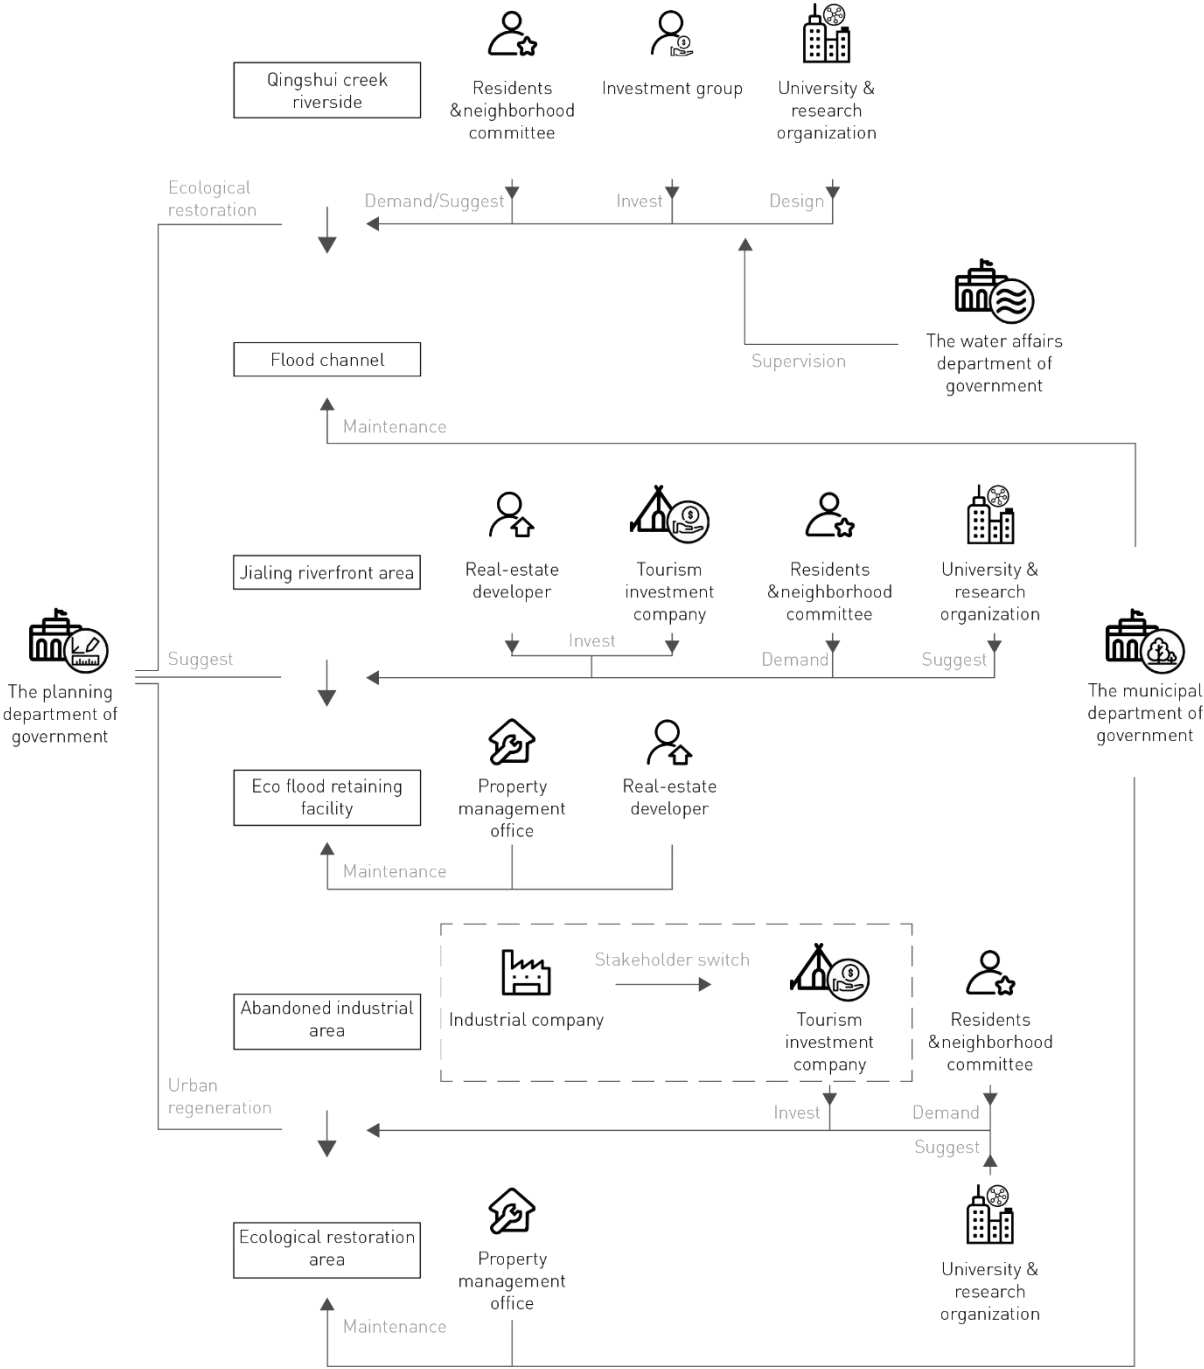 Qingshui creek
riverside
Residents
&neighborhood
committee
Investment group
University &
research
organization
Ecological
restoration
Demand/Suggest
Invest
Design
Flood channel
Supervision
The water affairs
department of
government
Maintenance
Jialing riverfront area
Real-estate
developer
Tourism
investment
company
Residents
&neighborhood
committee
University &
research
organization
The planning
department of
government
Suggest
Invest
Demand
Suggest
The municipal
department of
government
Eco flood retaining
facility
Property
management
office
Real-estate
developer
Maintenance
Abandoned industrial
area
Industrial company
Stakeholder switch
Tourism
investment
company
Residents
&neighborhood
committee
Urban
regeneration
Invest
Demand
Suggest
Ecological restoration
area
Property
management
office
University &
research
organization
Maintenance